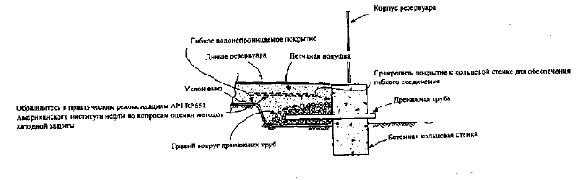 Корпус резервуара
Гибкое водонепроницаемое покрытие
Днище резервуара
Песчаная подушка
Прикрепить покрытие к кольцевой стенке для обеспечения
гибкого соединения
Уклон вниз
Обращайтесь к практическим рекомендациям API RP651
Американского института нефти по вопросам оценки методов
катодной защиты
Дренажная труба
Гравий вокруг дренажных труб
Бетонная кольцевая стенка